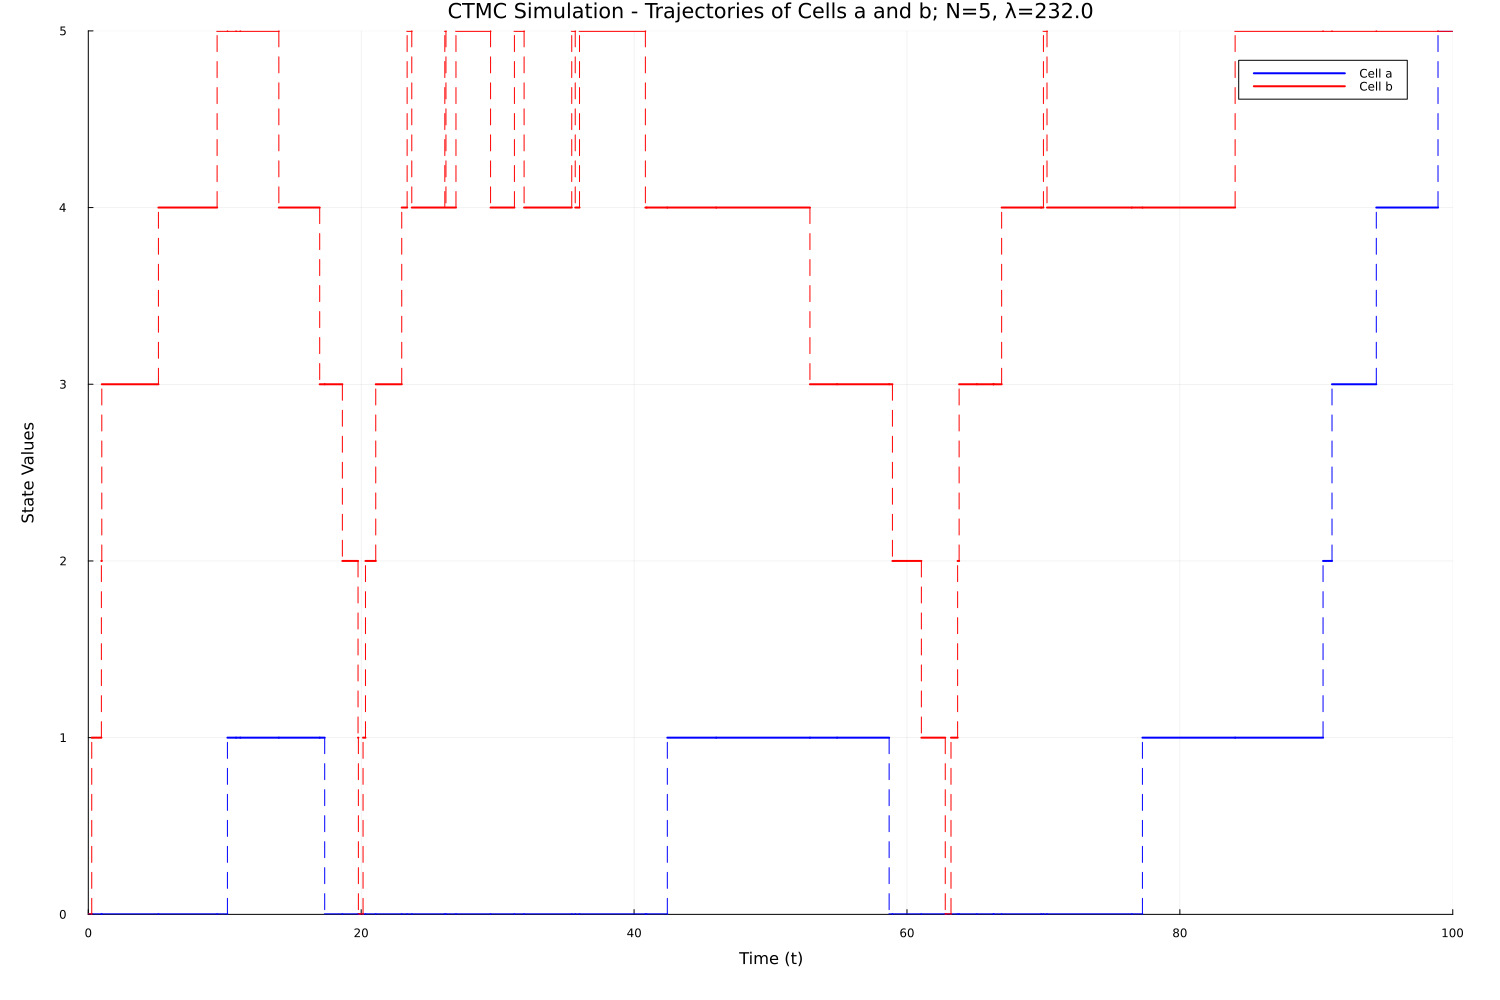 CTMC Simulation - Trajectories of Cells a and b; N=5, λ=232.0
5
Cell a
Cell b
4
3
State Values
2
1
0
0 20 40 60 80 100
Time (t)